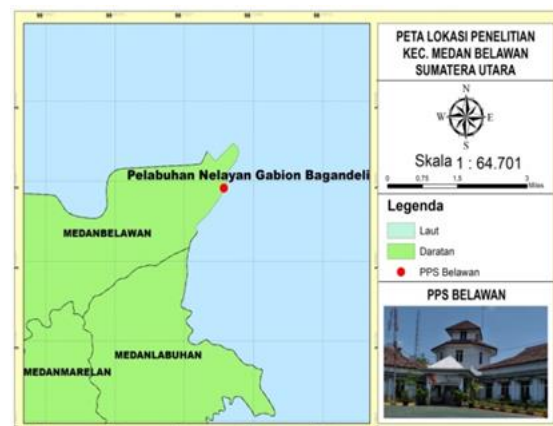 PETA LOKASI PENELITIAN
KEC. MEDAN BELAWAN
SUMATERA UTARA
N
W E
S
Skala 1 : 64.701
0 0.75 1.5 3
Miles
Legenda
Laut
Daratan
PPS Belawan
PPS BELAWAN
Pelabuhan Nelayan Gabion Bagandeli
MEDANBELAWAN
MEDANLABUHAN
MEDANMARELAN